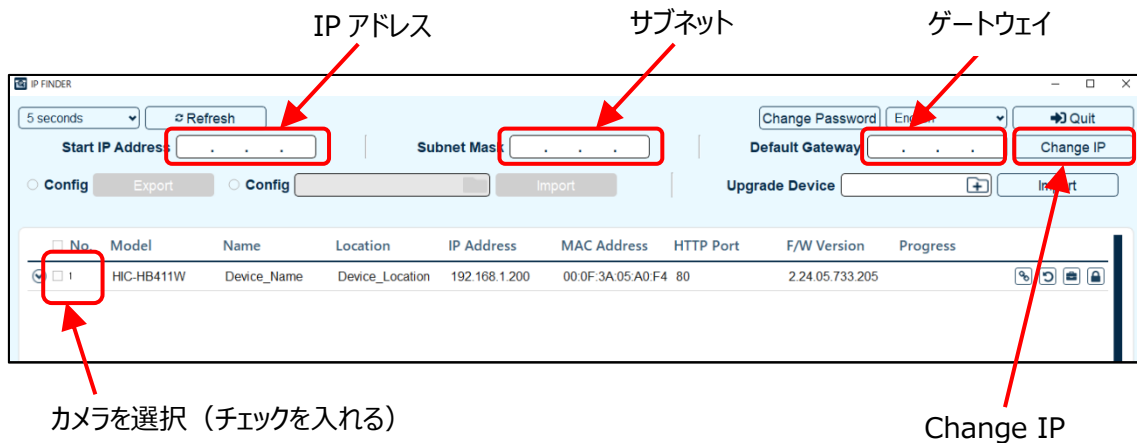 IP アドレス サブネット ゲートウェイ
IP FINDER
5 seconds Refresh Change Password Quit
Start IP Address . . . Subnet Mask . . . Default Gateway . . . Change IP
Config Export Config Import Upgrade Device
No. Model Name Location IP Address MAC Address HTTP Port F/W Version Progress
1 HIC-HB411W Device_Name Device_Location 192.168.1.200 00:0F:3A:05:A0:F4 80 2.24.05.733.205
カメラを選択（チェックを入れる）
Change IP